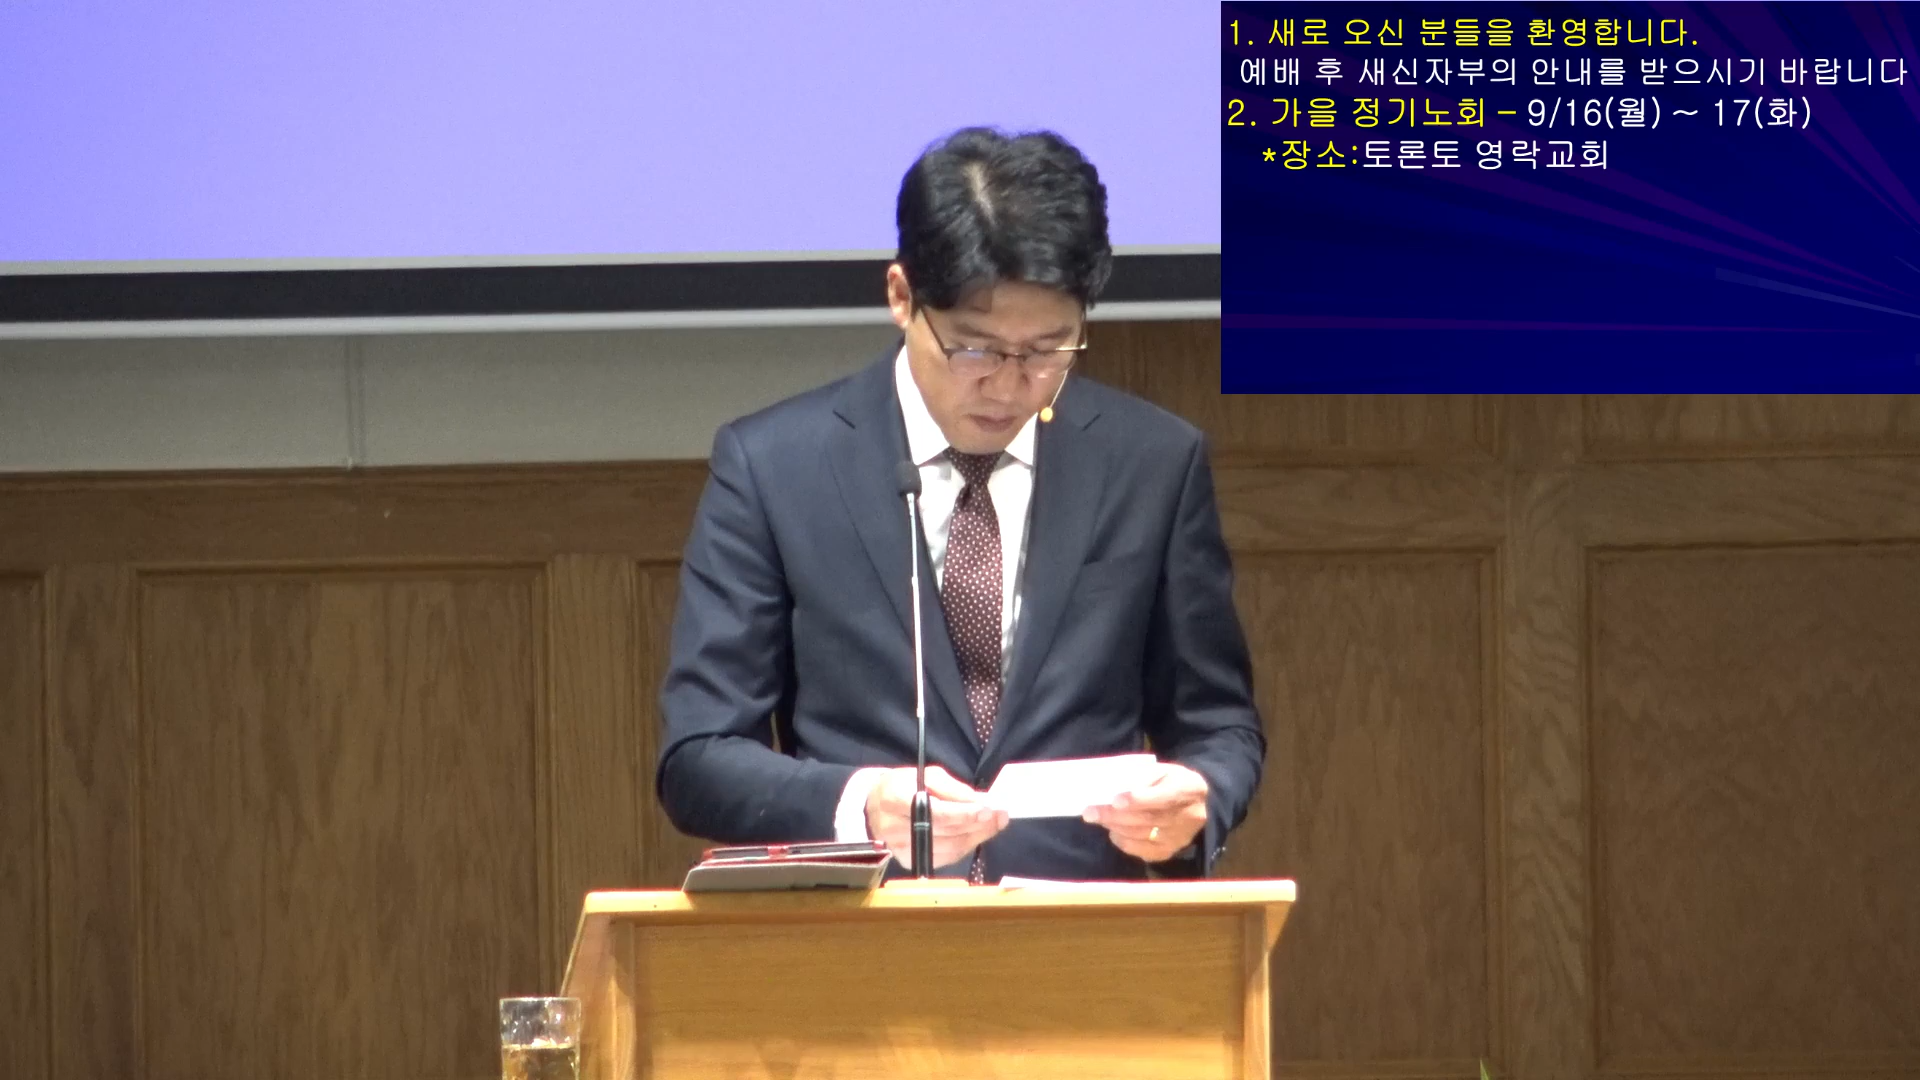 1. 새로 오신 분들을 환영합니다.
예배 후 새신자부의 안내를 받으시기 바랍니다
2. 가을 정기노회 – 9/16(월) ~ 17(화)
*장소:토론토 영락교회